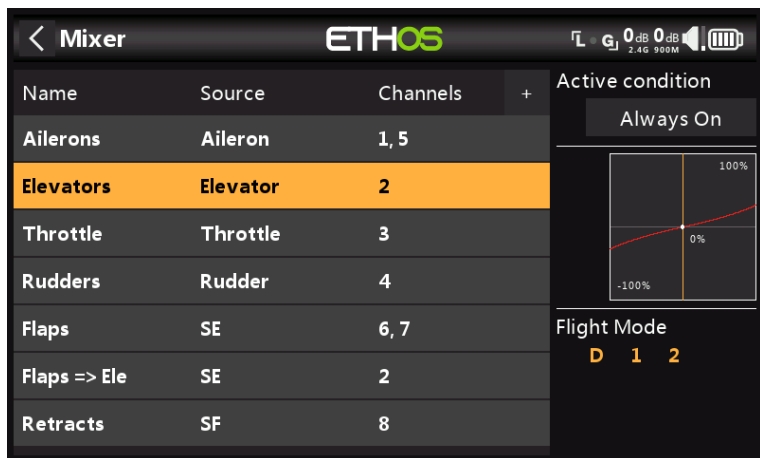 Mixer ETHOS L G 0dB 0dB
2.4G 900M
Name Source Channels +
Ailerons Aileron 1, 5
Elevators Elevator 2
Throttle Throttle 3
Rudders Rudder 4
Flaps SE 6, 7
Flaps => Ele SE 2
Retracts SF 8
Active condition
Always On
100%
0%
-100%
Flight Mode
D 1 2